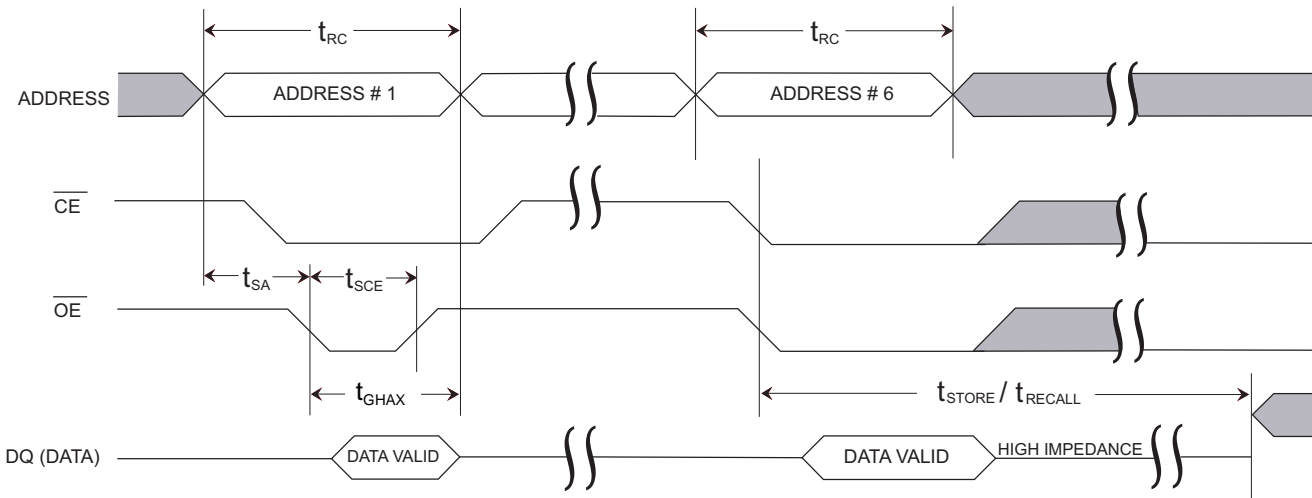 tRC
tRC
ADDRESS
ADDRESS # 1
ADDRESS # 6
CE
tSA
tSCE
OE
tGHAX
tSTORE / tRECALL
DQ (DATA)
DATA VALID
DATA VALID
HIGH IMPEDANCE